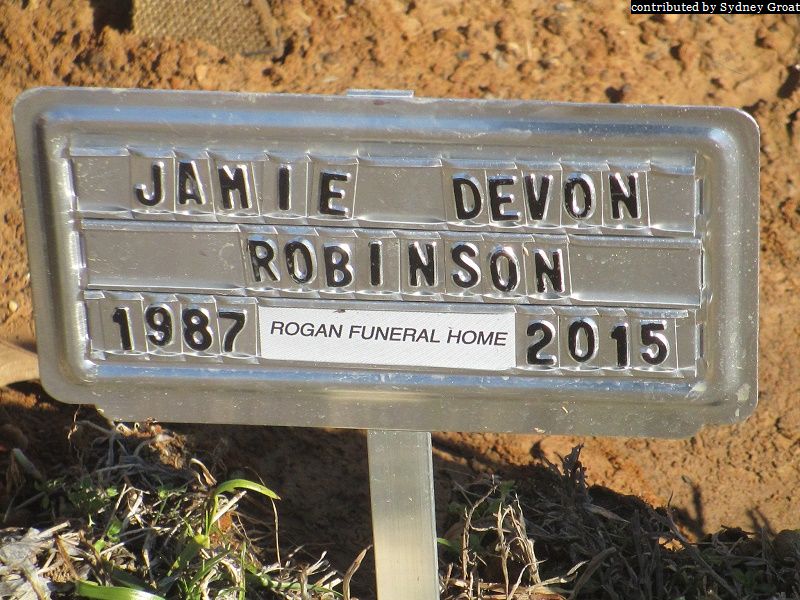 contributed by Sydney Groat
JAMIE DEVON
ROBINSON
1987 ROGAN FUNERAL HOME 2015